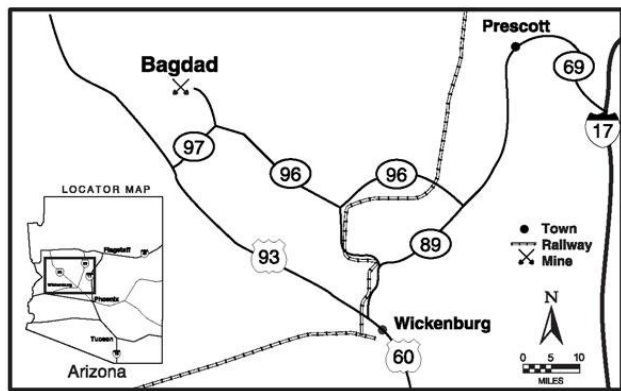 Prescott
Bagdad
69
17
97
96
96
LOCATOR MAP
Flagstaff
Wickenburg
Phoenix
Tucson
Arizona
93
89
Town
Railway
Mine
N
Wickenburg
60
0 5 10
MILES